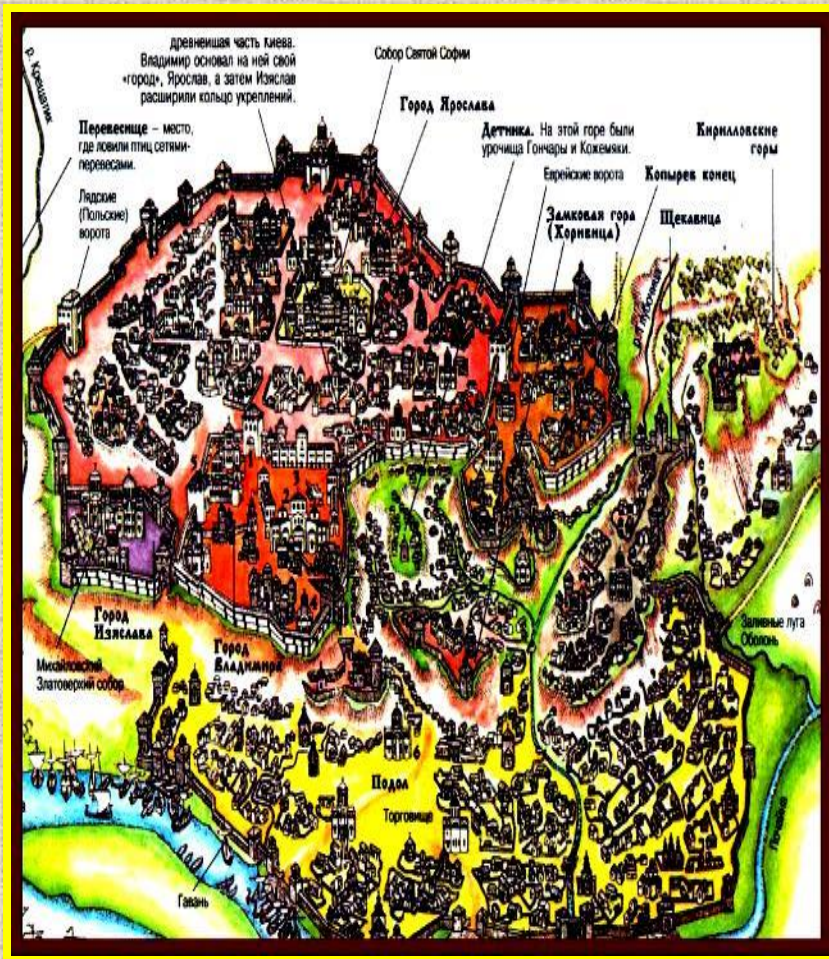 р. Крещатик
древнейшая часть Киева.
Владимир основал на ней свой
«город», Ярослав, а затем Изяслав
расширили кольцо укреплений.
Собор Святой Софии
Город Ярослава
Перевесище – место,
где ловили птиц сетями-
перевесами.
Лядские
(Польские)
ворота
Детинка. На этой горе были
урочища Гончары и Кожемяки.
Еврейские ворота
Замковая гора
(Хоривица)
Копырев конец
Щекавица
Кирилловские
горы
Город
Изяслава
Михайловский
Златоверхий собор
Город
Владимира
Заливные луга
Оболонь
Подол
Торговище
Гавань